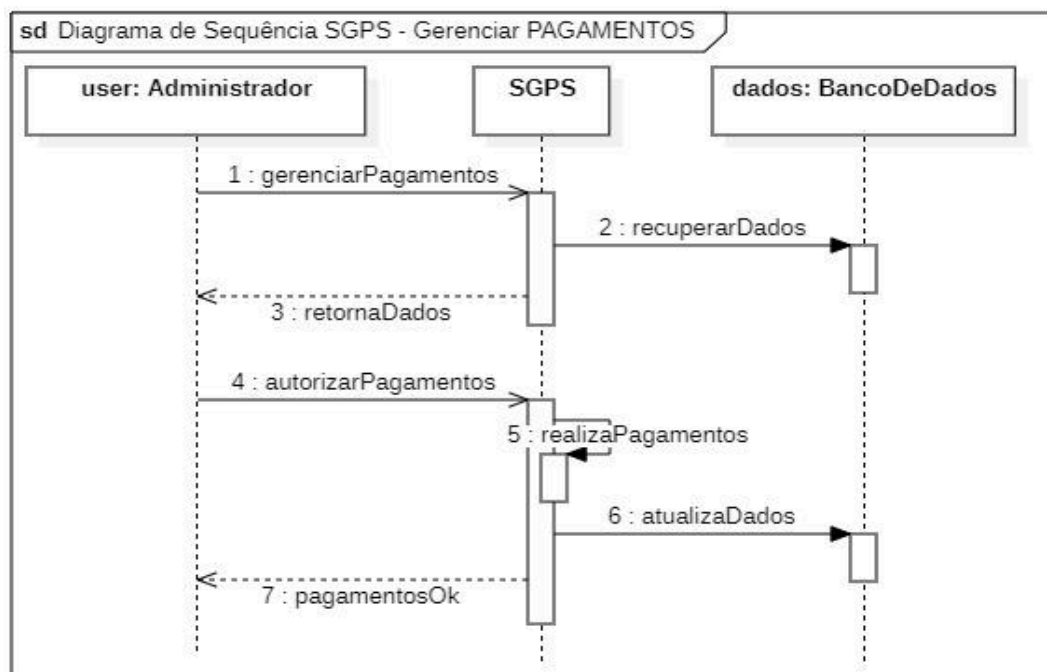 sd Diagrama de Sequência SGPS - Gerenciar PAGAMENTOS
user: Administrador
SGPS
dados: BancoDeDados
1 : gerenciarPagamentos
2 : recuperarDados
3 : retornaDados
4 : autorizarPagamentos
5 : realizaPagamentos
6 : atualizaDados
7 : pagamentosOk